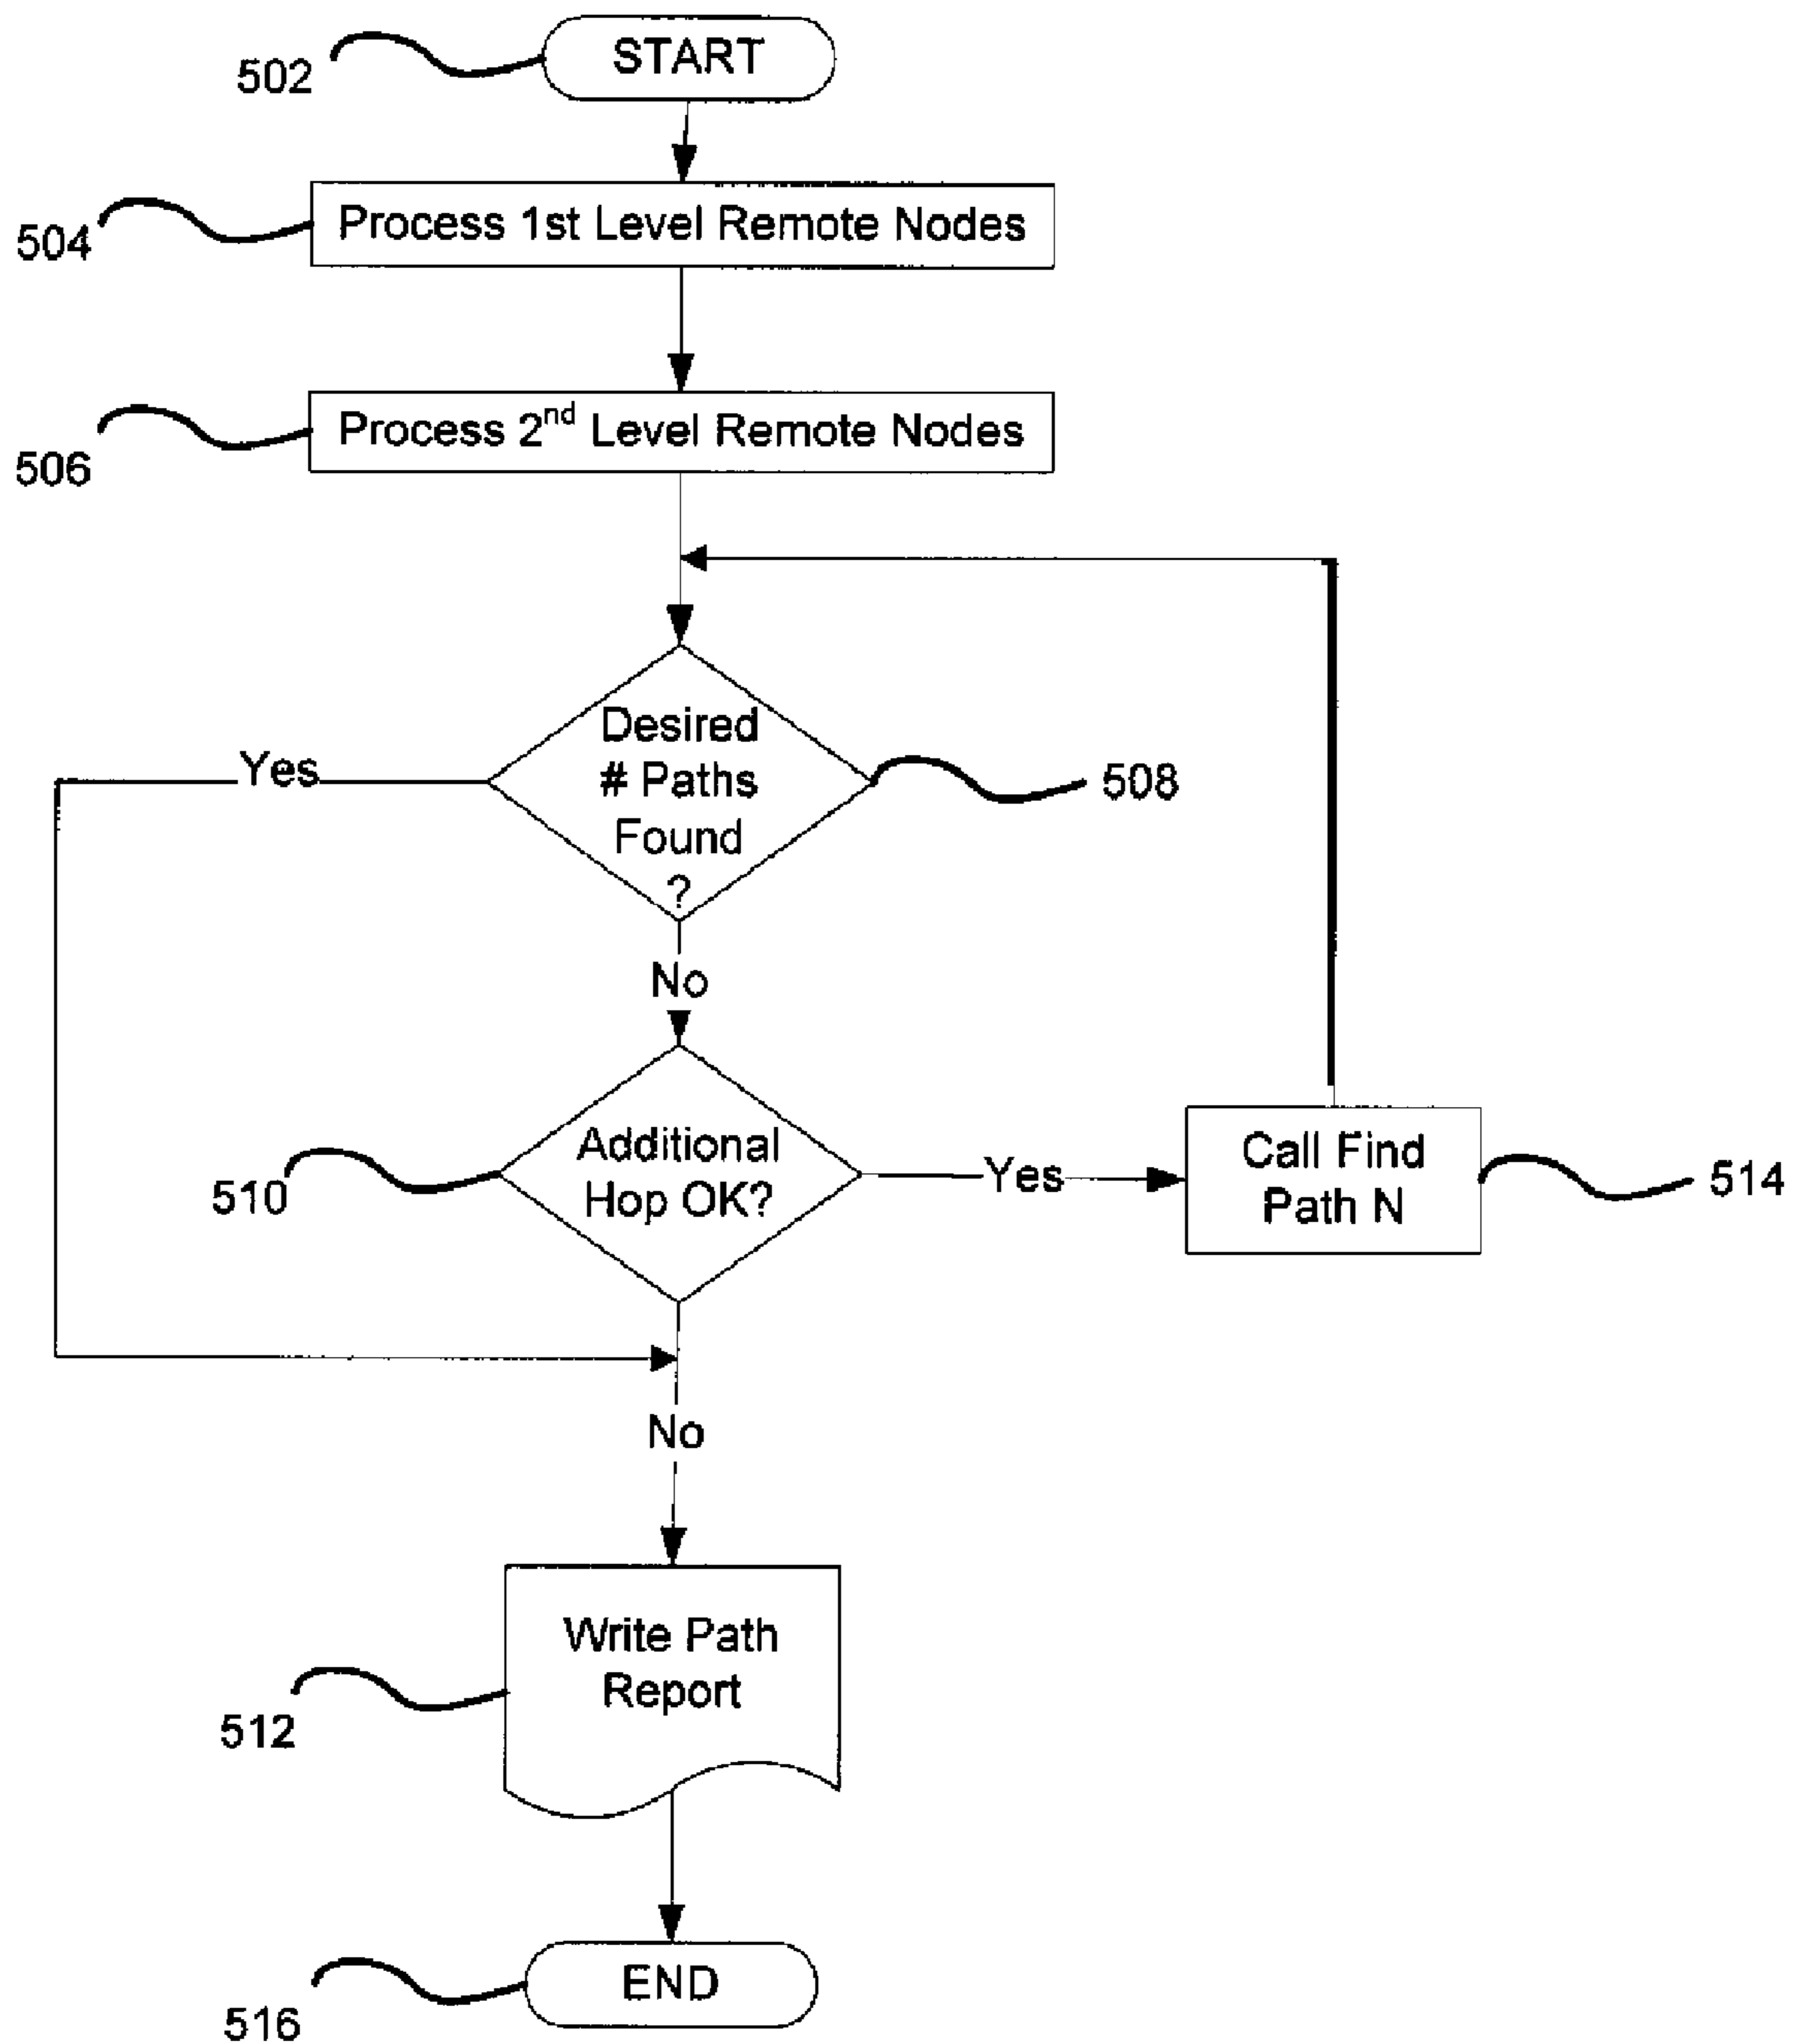 START
502
Process 1st Level Remote Nodes
504
Process 2nd Level Remote Nodes
506
Desired
# Paths
Found
?
Yes
508
No
Additional
Hop OK?
510
Yes
Call Find
Path N
514
No
Write Path
Report
512
END
516